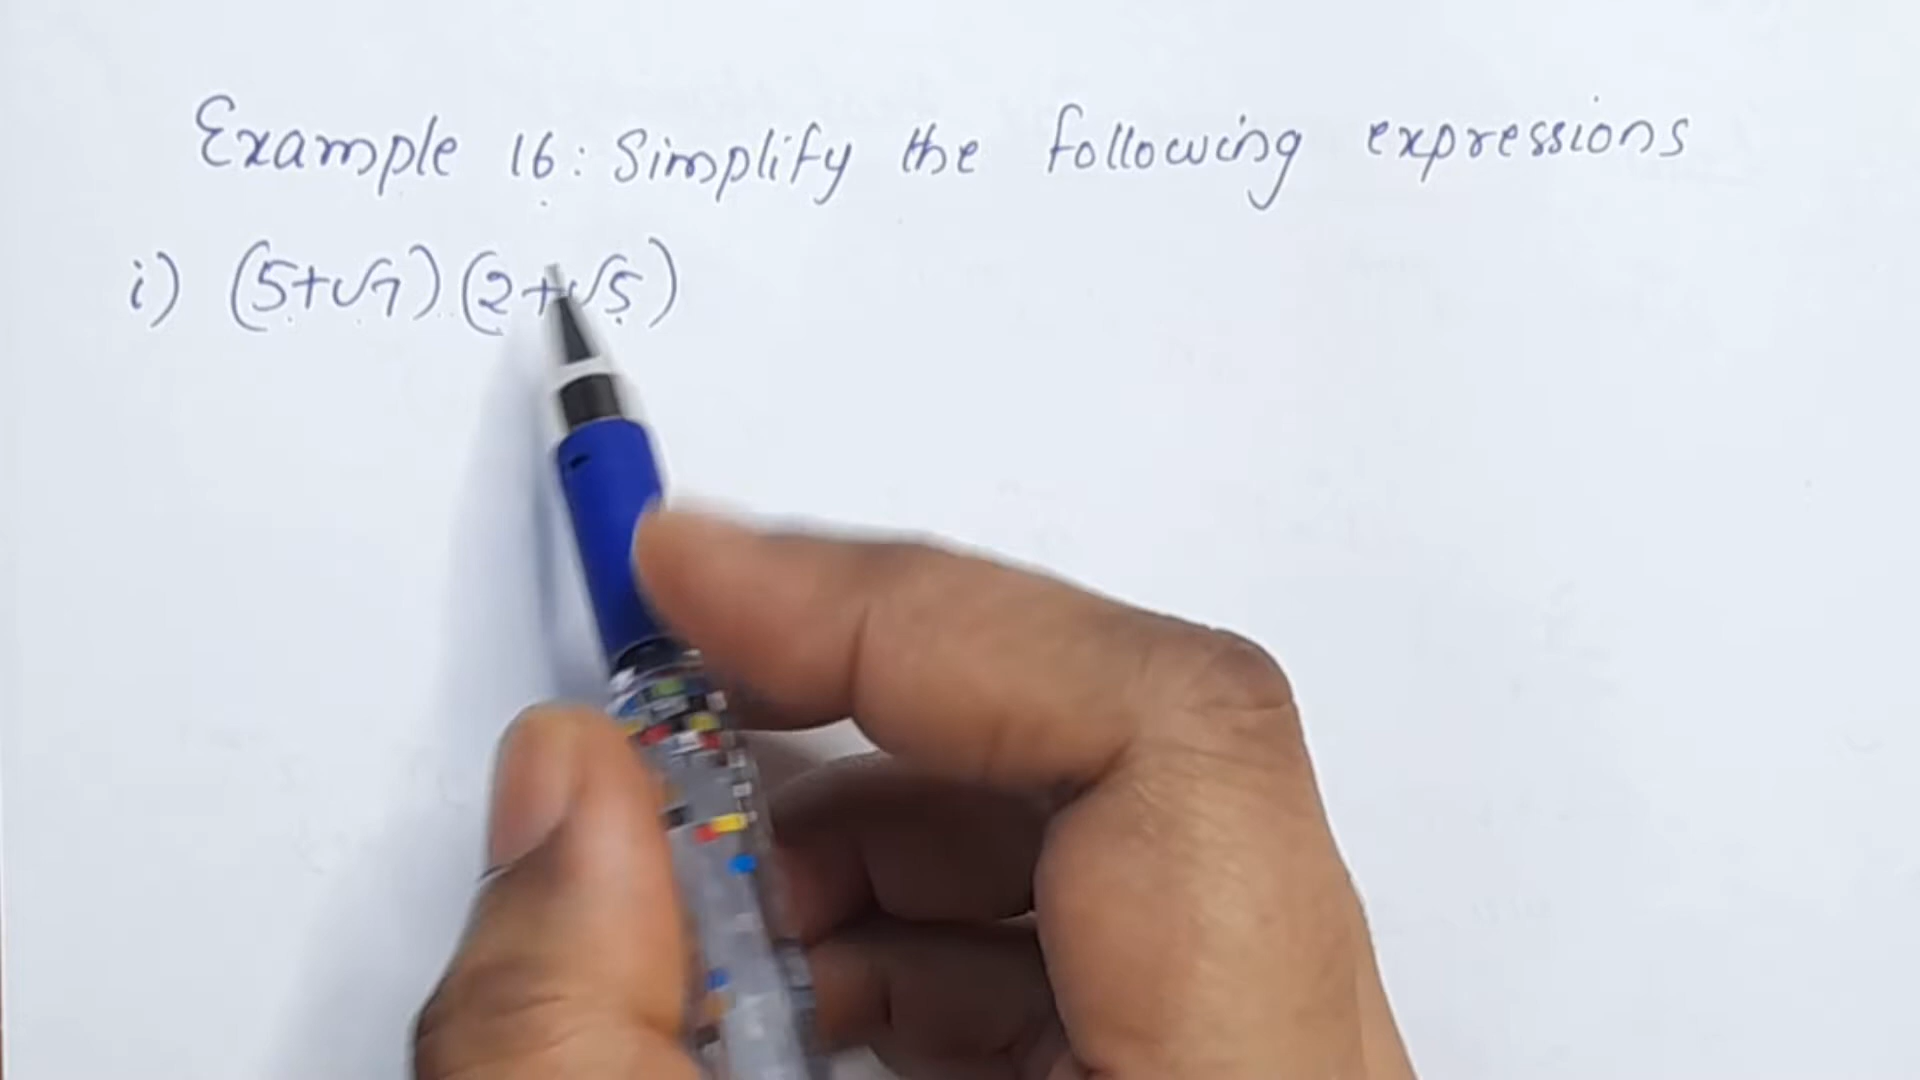 Example 16: Simplify the following expressions
i) (5+√7) (2+√5)